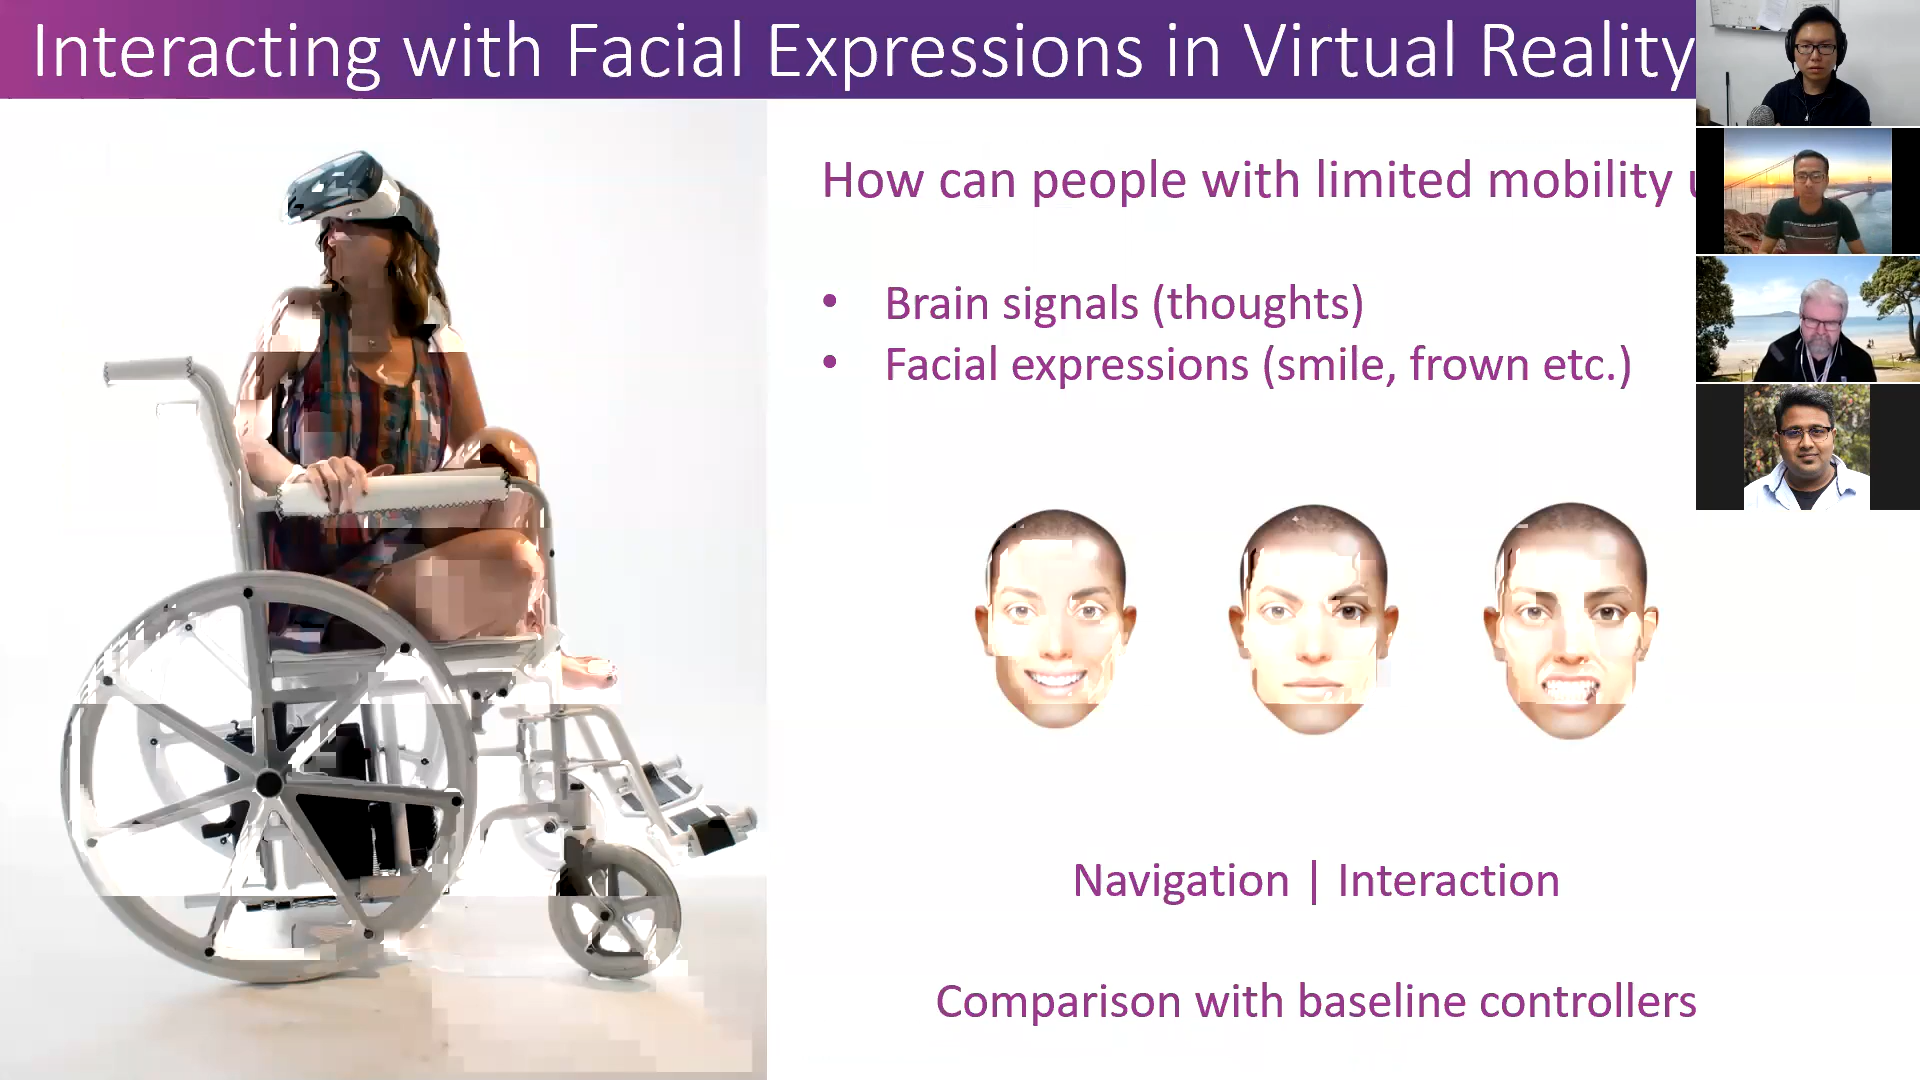 Interacting with Facial Expressions in Virtual Reality
How can people with limited mobility
• Brain signals (thoughts)
• Facial expressions (smile, frown etc.)
Navigation | Interaction
Comparison with baseline controllers